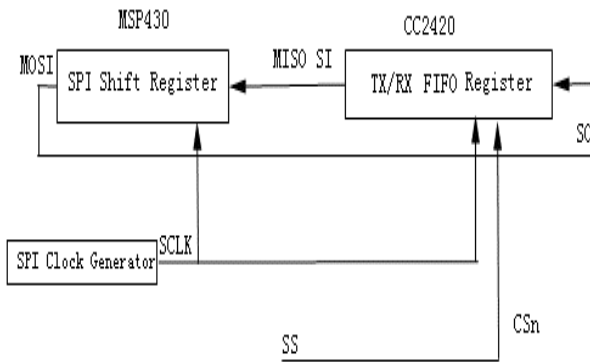 MSP430
CC2420
MOSI
SPI Shift Register
MISO SI
TX/RX FIFO Register
SCLK
SPI Clock Generator
CSn
SS